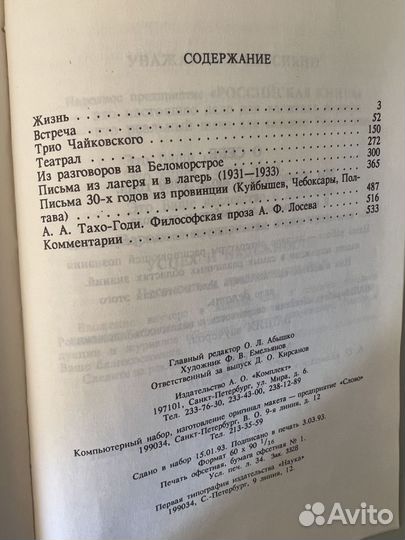 СОДЕРЖАНИЕ
Жизнь 3
Встреча 52
Трио Чайковского 150
Театрал 272
Из разговоров на Беломорстрое 300
Письма из лагеря и в лагерь (1931—1933) 365
Письма 30-х годов из провинции (Куйбышев, Чебоксары, Пол-
тава) 487
А. А. Тахо-Годи. Философская проза А. Ф. Лосева 516
Комментарии 533
Главный редактор О. Л. Абышко
Художник Ф. В. Емельянов
Ответственный за выпуск Д. О. Кирсанов
Издательство А. О. «Комплект»
197101, Санкт-Петербург, ул. Мира, д. 6.
Тел. 233-76-30, 233-43-00, 238-12-89
Компьютерный набор, изготовление оригинал макета — предприятие «Слово»
199034, Санкт-Петербург, В. О. 9-я линия, д. 12
Тел. 213-35-59
Сдано в набор 15.01.93. Подписано в печать 3.03.93.
Формат 60 x 90 1/16
Печать офсетная, бумага офсетная № 1.
Усл. печ. л. 34. Зак.
Первая типография издательства «Наука»
199034, С.-Петербург, 9 линия, 12.
Avito